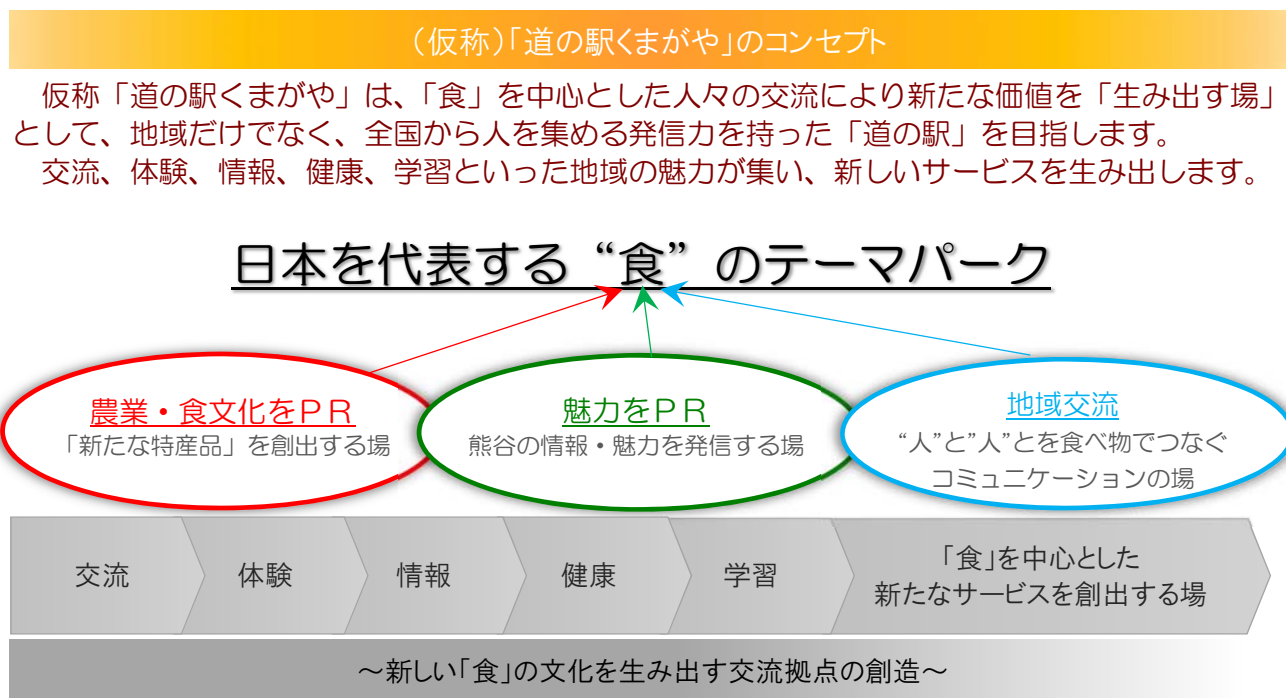 （仮称）「道の駅くまがや」のコンセプト
仮称「道の駅くまがや」は、「食」を中心とした人々の交流により新たな価値を「生み出す場」
として、地域だけでなく、全国から人を集める発信力を持った「道の駅」を目指します。
交流、体験、情報、健康、学習といった地域の魅力が集い、新しいサービスを生み出します。
日本を代表する“食”のテーマパーク
農業・食文化をＰＲ
「新たな特産品」を創出する場
魅力をＰＲ
熊谷の情報・魅力を発信する場
地域交流
“人”と”人”とを食べ物でつなぐ
コミュニケーションの場
交流
体験
情報
健康
学習
「食」を中心とした
新たなサービスを創出する場
～新しい「食」の文化を生み出す交流拠点の創造～